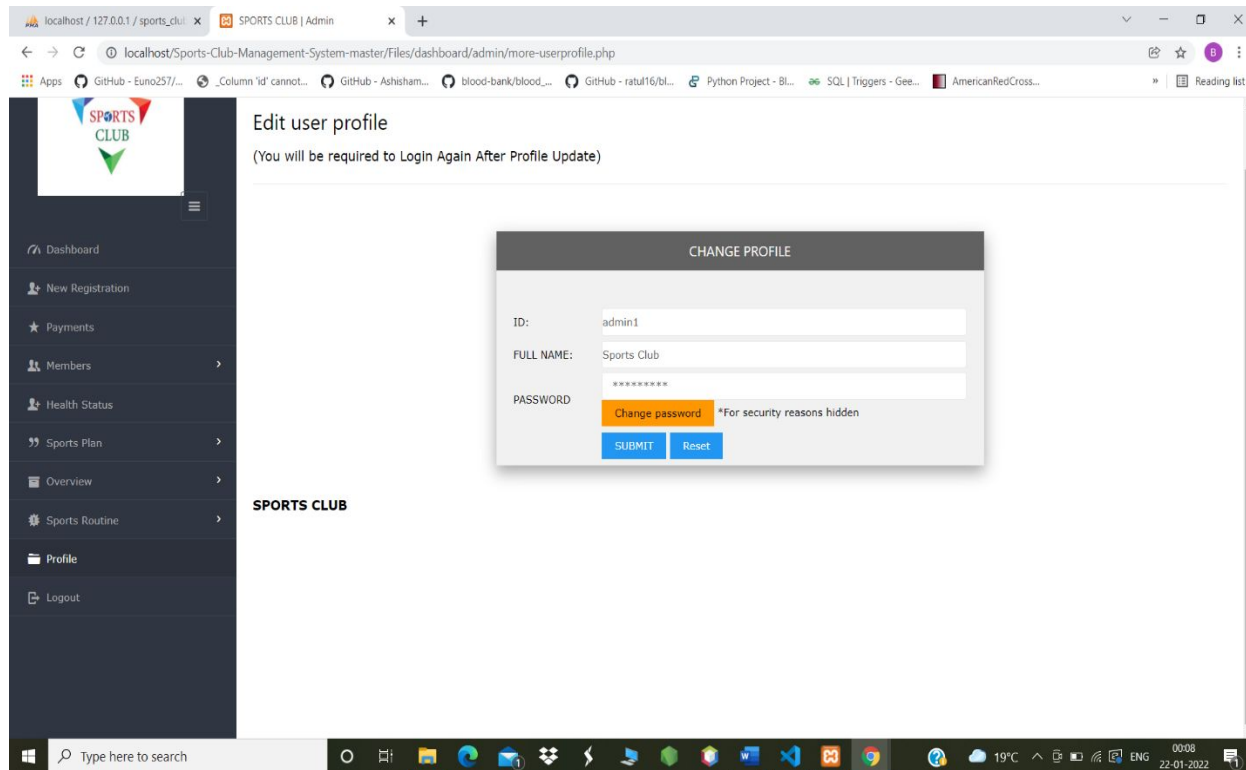 localhost / 127.0.0.1 / sports_clul
SPORTS CLUB | Admin
localhost/Sports-Club-Management-System-master/Files/dashboard/admin/more-userprofile.php
B
Apps
GitHub - Euno257/...
_Column 'id' cannot...
GitHub - Ashisham...
blood-bank/blood_...
GitHub - ratul16/bl...
Python Project - Bl...
SQL | Triggers - Gee...
AmericanRedCross...
»
Reading list
SPORTS
CLUB
Edit user profile
(You will be required to Login Again After Profile Update)
Dashboard
New Registration
Payments
Members
Health Status
Sports Plan
Overview
Sports Routine
Profile
Logout
CHANGE PROFILE
ID: admin1
FULL NAME: Sports Club
PASSWORD *********
Change password *For security reasons hidden
SUBMIT Reset
SPORTS CLUB
Type here to search
19°C
ENG
00:08
22-01-2022